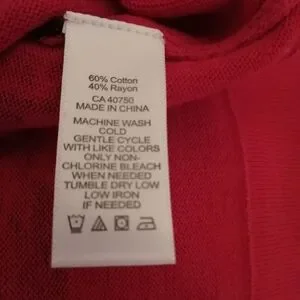 60% Cotton
40% Rayon
CA 40750
MADE IN CHINA
MACHINE WASH
COLD
GENTLE CYCLE
WITH LIKE COLORS
ONLY NON-
CHLORINE BLEACH
WHEN NEEDED
TUMBLE DRY LOW
LOW IRON
IF NEEDED